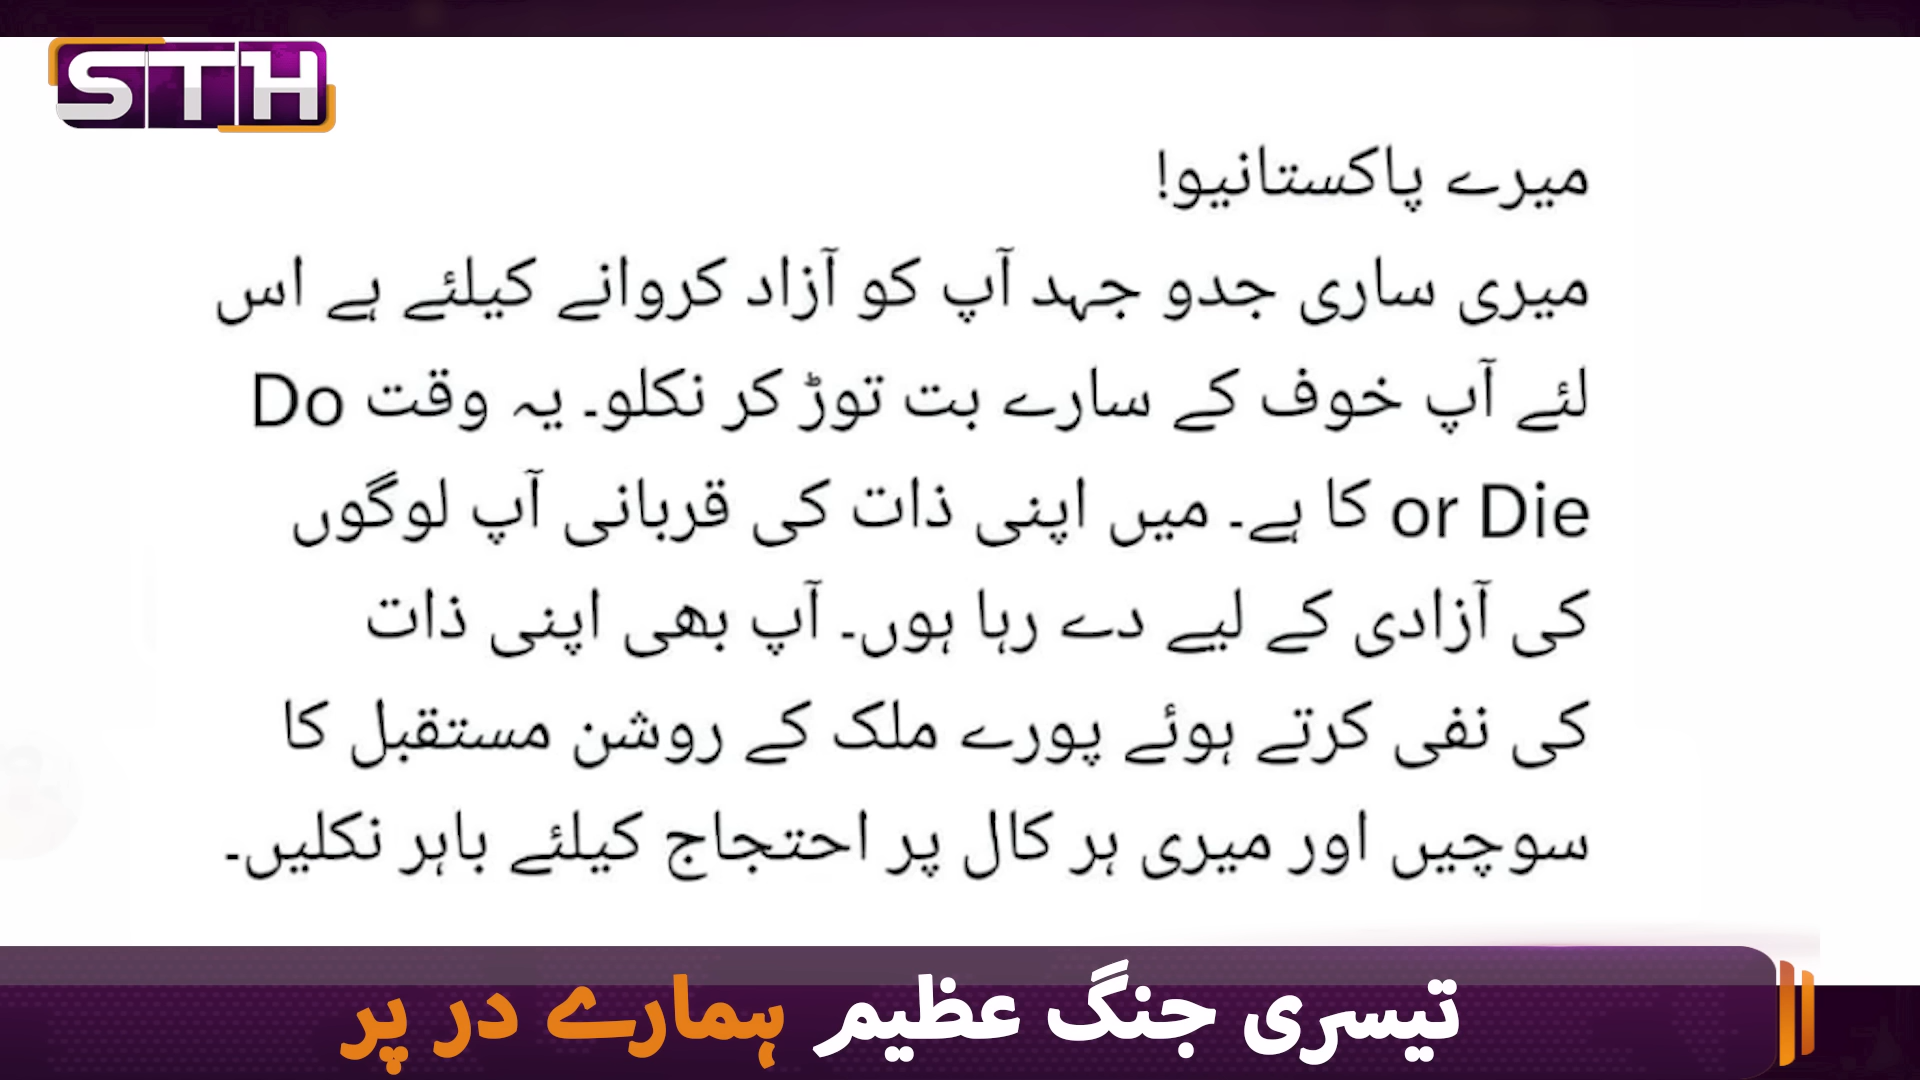 STH
میرے پاکستانیو!
میری ساری جدو جہد آپ کو آزاد کروانے کیلئے ہے اس
لئے آپ خوف کے سارے بت توڑ کر نکلو۔ یہ وقت Do
or Die کا ہے۔ میں اپنی ذات کی قربانی آپ لوگوں
کی آزادی کے لیے دے رہا ہوں۔ آپ بھی اپنی ذات
کی نفی کرتے ہوئے پورے ملک کے روشن مستقبل کا
سوچیں اور میری ہر کال پر احتجاج کیلئے باہر نکلیں۔
تیسری جنگ عظیم ہمارے در پر